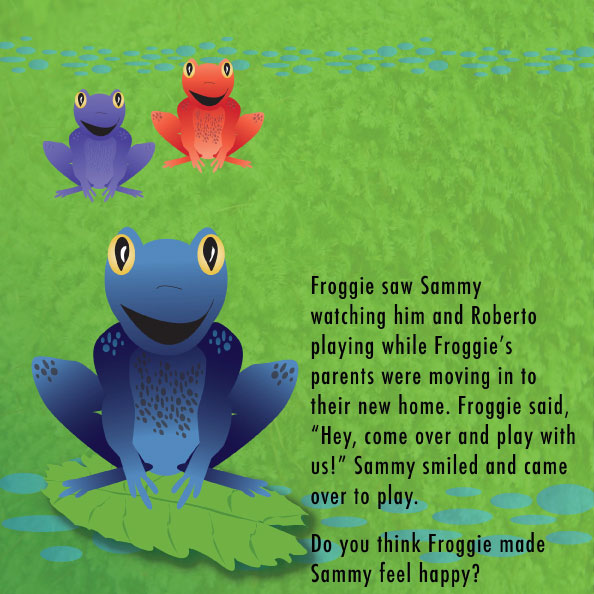 Froggie saw Sammy
watching him and Roberto
playing while Froggie’s
parents were moving in to
their new home. Froggie said,
“Hey, come over and play with
us!” Sammy smiled and came
over to play.
Do you think Froggie made
Sammy feel happy?